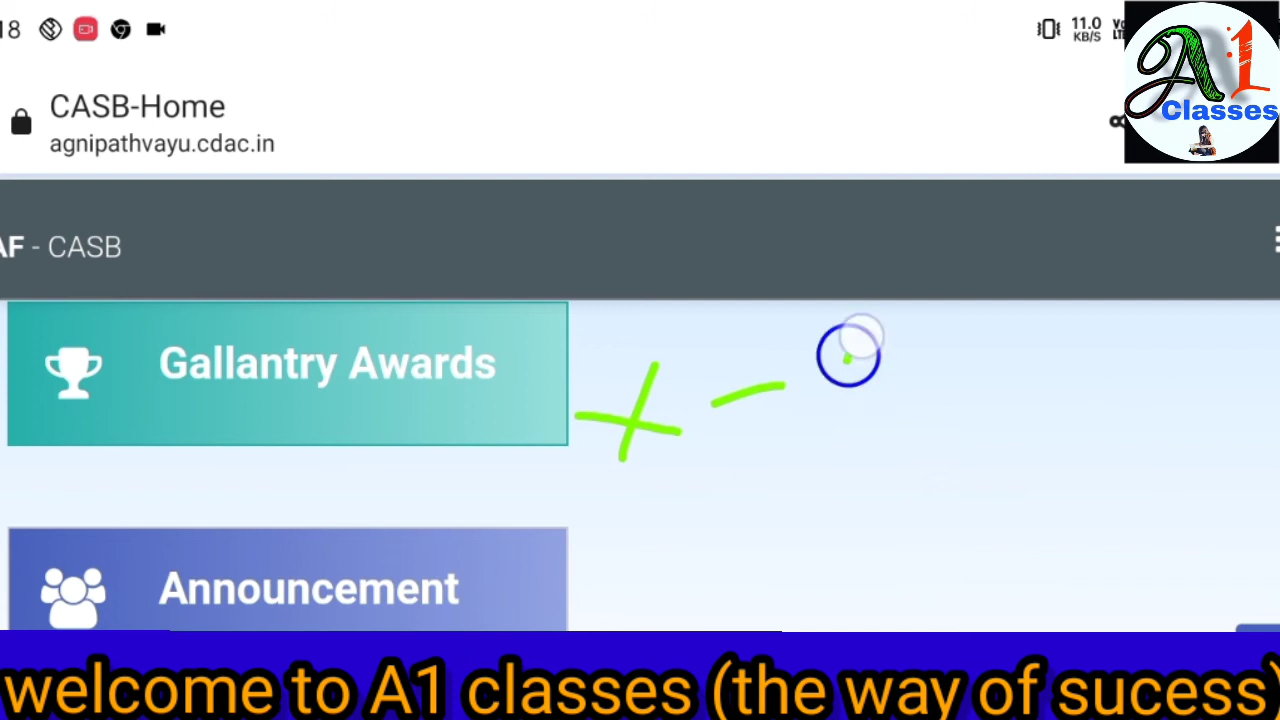 18
11.0
KB/S
CASB-Home
agnipathvayu.cdac.in
A1
Classes
AF - CASB
Gallantry Awards
X -
Announcement
welcome to A1 classes (the way of sucess)